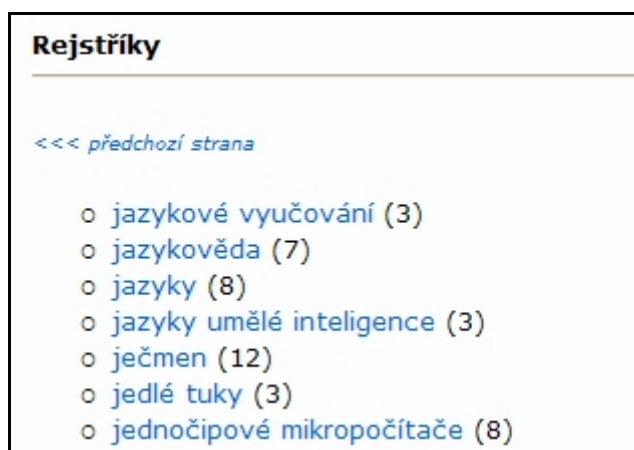 Rejstříky
<<< předchozí strana
o jazykové vyučování (3)
o jazykověda (7)
o jazyky (8)
o jazyky umělé inteligence (3)
o ječmen (12)
o jedlé tuky (3)
o jednočipové mikropočítače (8)